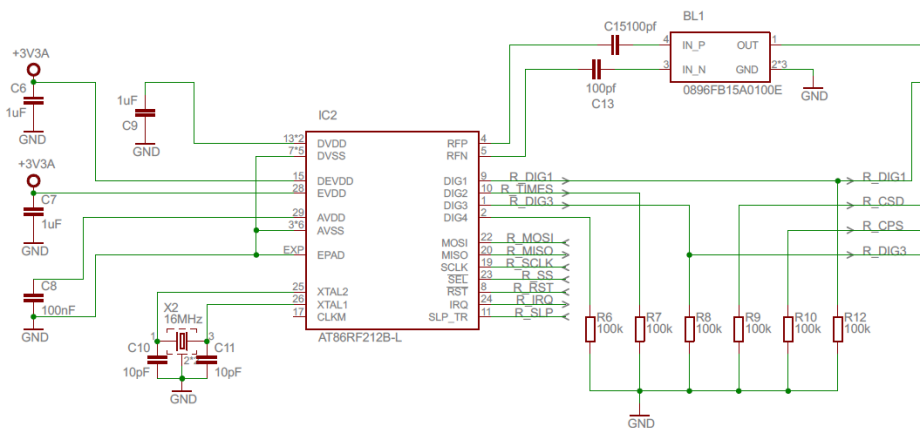 BL1
C15100pf
4 IN_P OUT 1
3 IN_N GND 2*3
100pf
C13
0896FB15A0100E
GND
+3V3A
C6
1uF
GND
1uF
C9
GND
IC2
13*2 DVDD RFP 4
7*5 DVSS RFN 5
15 DEVDD DIG1 9 R_DIG1 R_DIG1
28 EVDD DIG2 10 R_TIMES
DIG3 1 R_DIG3 R_CSD
29 AVDD DIG4 2
3*6 AVSS R_CPS
MOSI 22 R_MOSI
EXP EPAD MISO 20 R_MISO R_DIG3
SCLK 19 R_SCLK
SEL 23 R_SS
25 XTAL2 RST 8 R_RST
26 XTAL1 IRQ 24 R_IRQ
17 CLKM SLP_TR 11 R_SLP
AT86RF212B-L
+3V3A
C7
1uF
GND
C8
100nF
GND
X2
16MHz
1 3
C10 2*2 C11
10pF 10pF
GND
R6 R7 R8 R9 R10 R12
100k 100k 100k 100k 100k 100k
GND